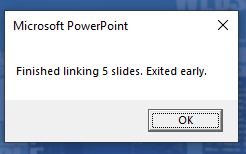 Microsoft PowerPoint
Finished linking 5 slides. Exited early.
OK